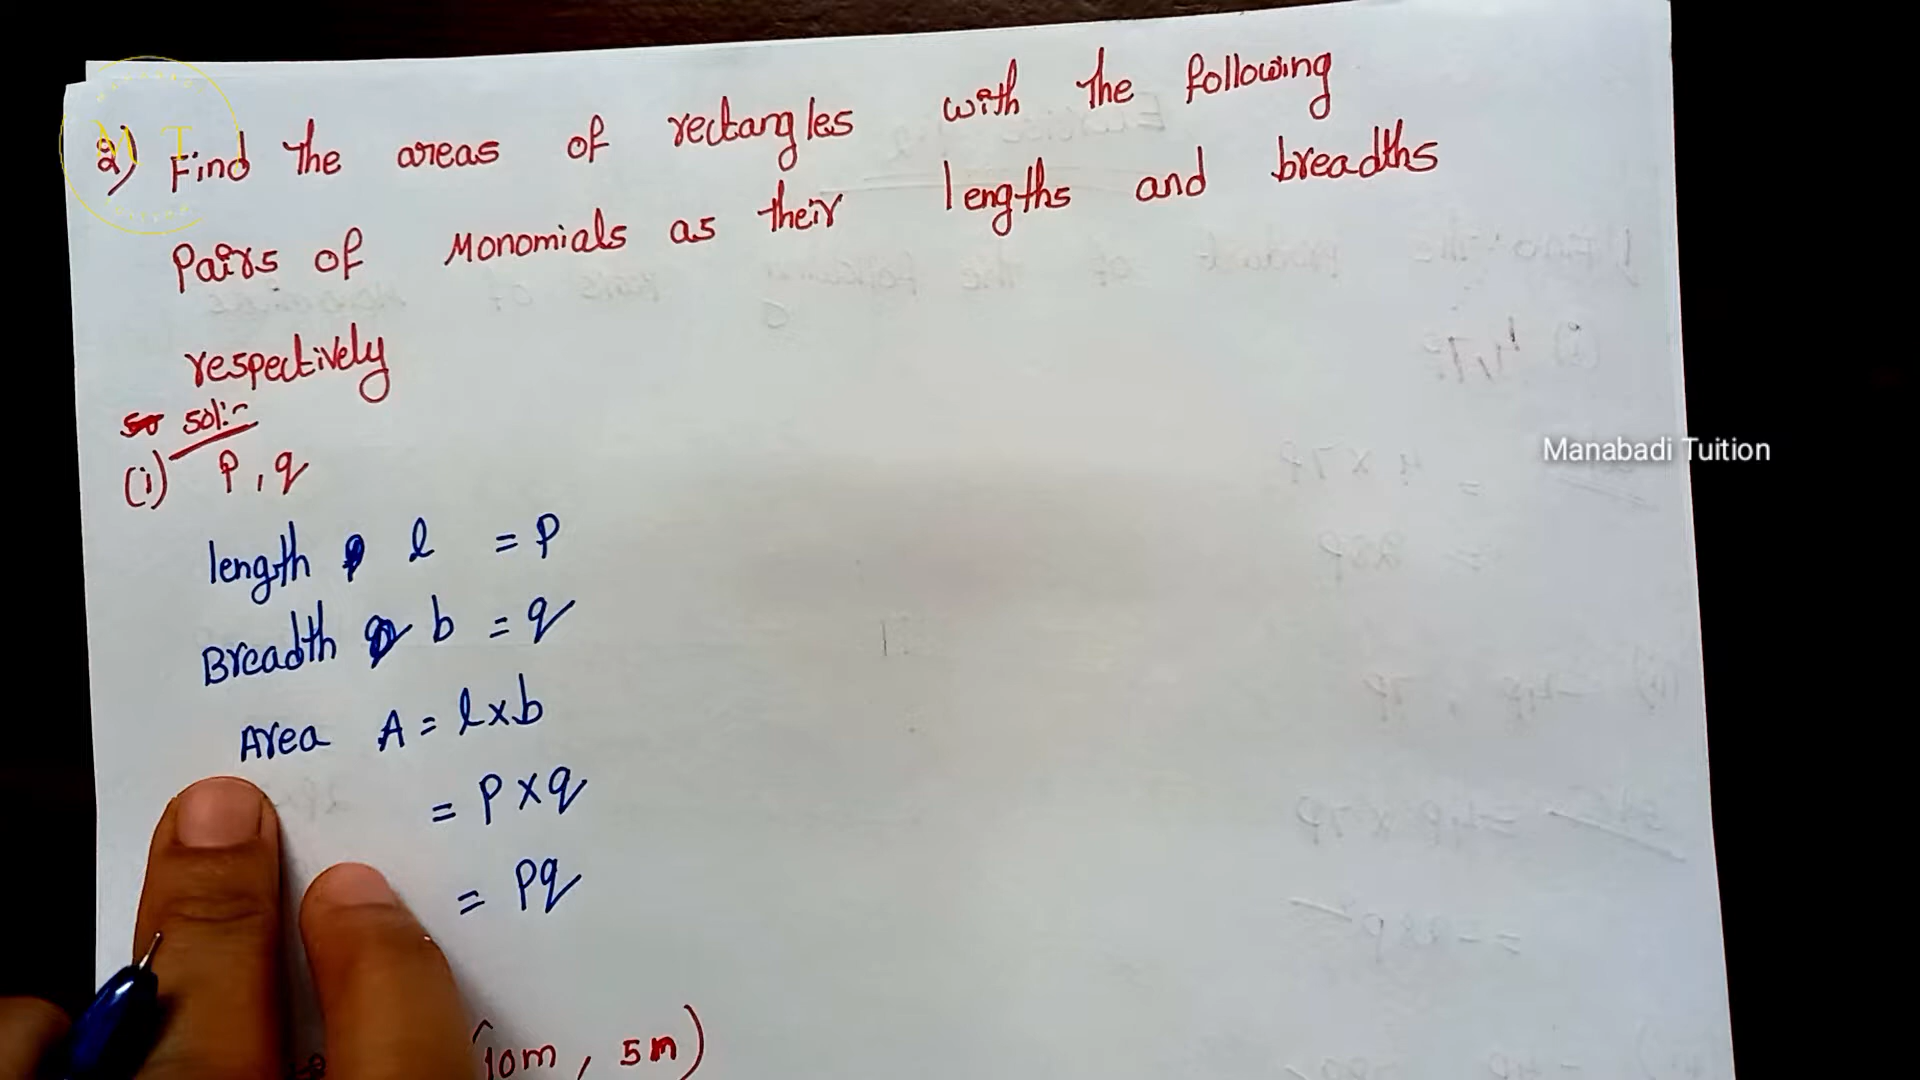 2) Find the areas of rectangles with the following
Pairs of Monomials as their lengths and breadths
respectively
sol:-
(i) P, q
length l = P
Breadth b = q
Area A = l×b
= P×q
= Pq
(10m, 5n)
Manabadi Tuition
M T